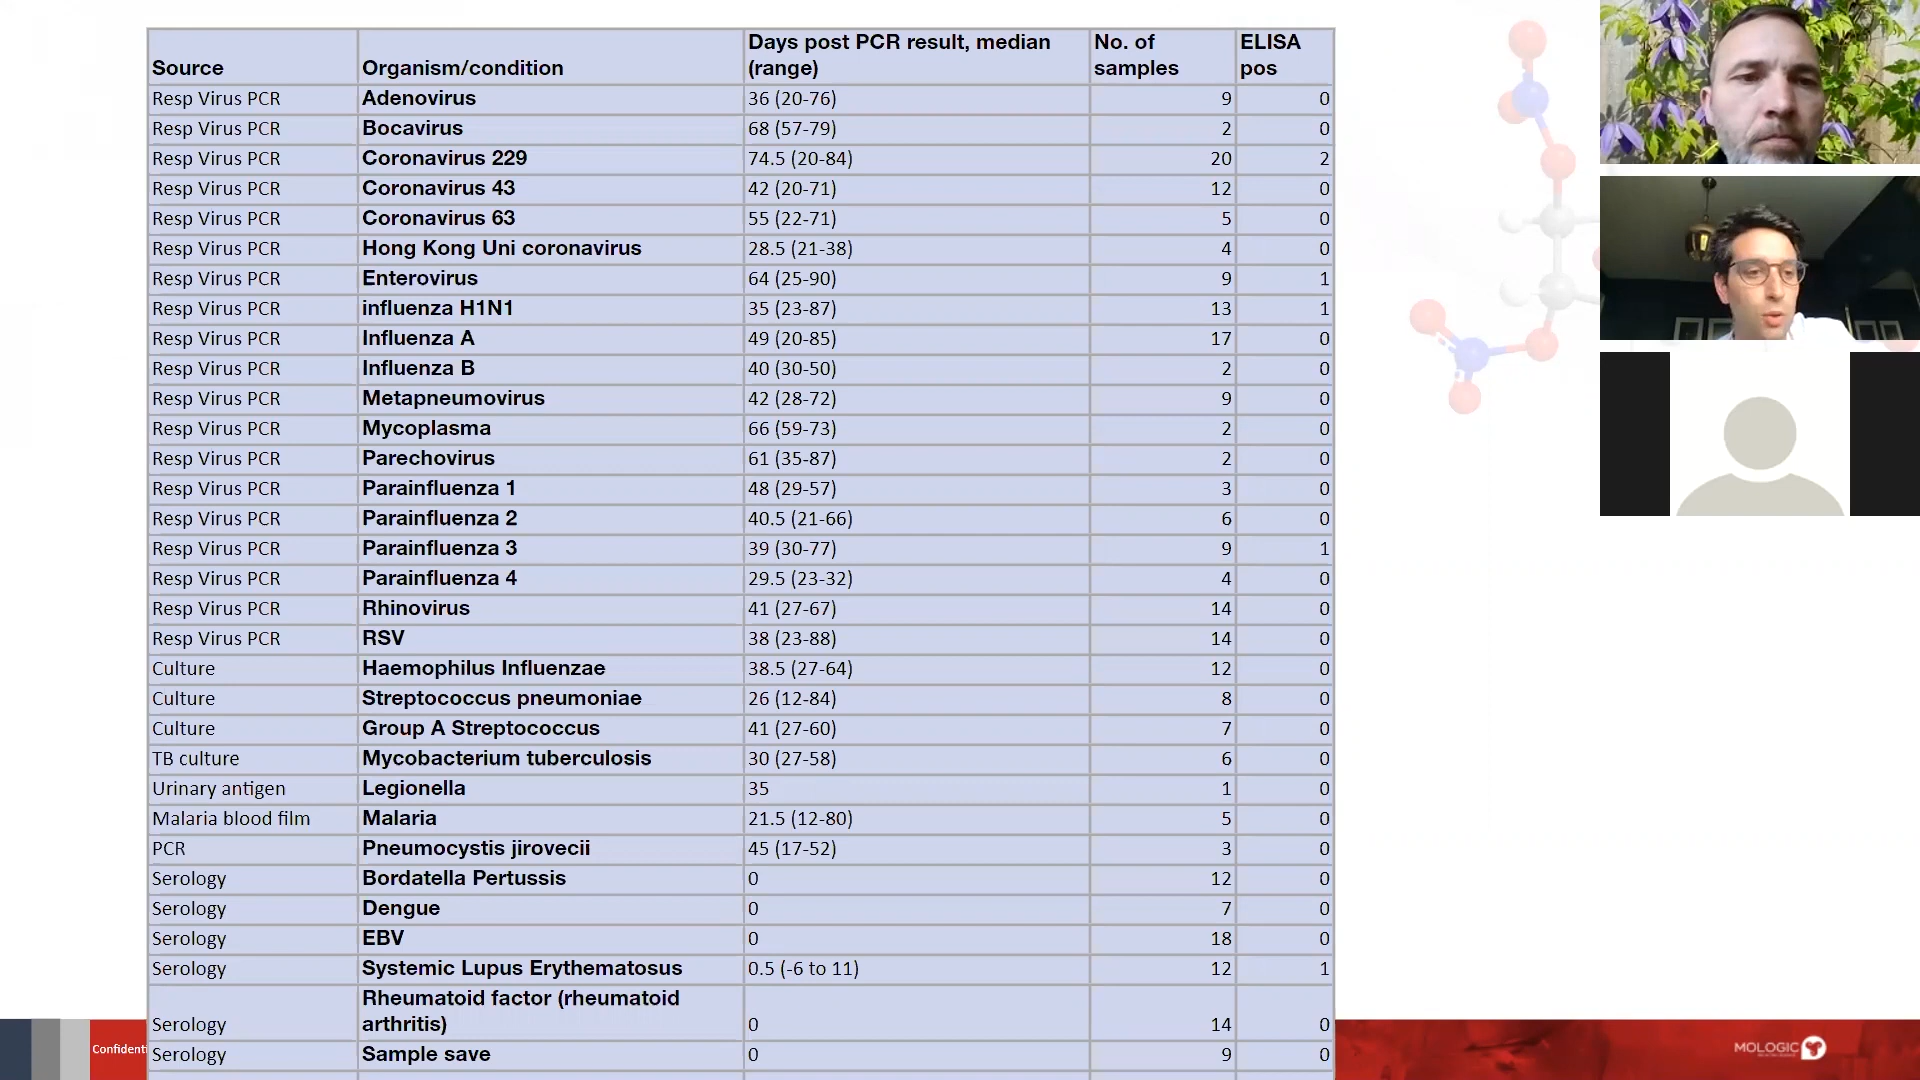 Source Organism/condition Days post PCR result, median (range) No. of samples ELISA pos
Resp Virus PCR Adenovirus 36 (20-76) 9 0
Resp Virus PCR Bocavirus 68 (57-79) 2 0
Resp Virus PCR Coronavirus 229 74.5 (20-84) 20 2
Resp Virus PCR Coronavirus 43 42 (20-71) 12 0
Resp Virus PCR Coronavirus 63 55 (22-71) 5 0
Resp Virus PCR Hong Kong Uni coronavirus 28.5 (21-38) 4 0
Resp Virus PCR Enterovirus 64 (25-90) 9 1
Resp Virus PCR influenza H1N1 35 (23-87) 13 1
Resp Virus PCR Influenza A 49 (20-85) 17 0
Resp Virus PCR Influenza B 40 (30-50) 2 0
Resp Virus PCR Metapneumovirus 42 (28-72) 9 0
Resp Virus PCR Mycoplasma 66 (59-73) 2 0
Resp Virus PCR Parechovirus 61 (35-87) 2 0
Resp Virus PCR Parainfluenza 1 48 (29-57) 3 0
Resp Virus PCR Parainfluenza 2 40.5 (21-66) 6 0
Resp Virus PCR Parainfluenza 3 39 (30-77) 9 1
Resp Virus PCR Parainfluenza 4 29.5 (23-32) 4 0
Resp Virus PCR Rhinovirus 41 (27-67) 14 0
Resp Virus PCR RSV 38 (23-88) 14 0
Culture Haemophilus Influenzae 38.5 (27-64) 12 0
Culture Streptococcus pneumoniae 26 (12-84) 8 0
Culture Group A Streptococcus 41 (27-60) 7 0
TB culture Mycobacterium tuberculosis 30 (27-58) 6 0
Urinary antigen Legionella 35 1 0
Malaria blood film Malaria 21.5 (12-80) 5 0
PCR Pneumocystis jirovecii 45 (17-52) 3 0
Serology Bordatella Pertussis 0 12 0
Serology Dengue 0 7 0
Serology EBV 0 18 0
Serology Systemic Lupus Erythematosus 0.5 (-6 to 11) 12 1
Serology Rheumatoid factor (rheumatoid arthritis) 0 14 0
Serology Sample save 0 9 0
Confidenti
MOLOGIC